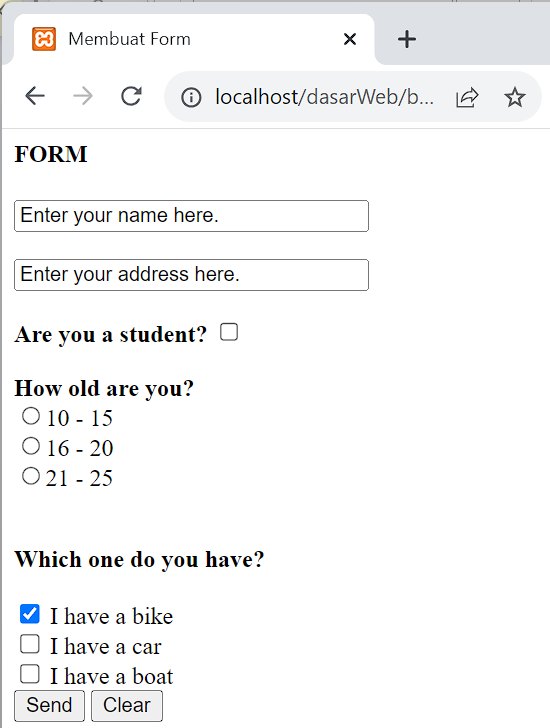 Membuat Form
localhost/dasarWeb/b...
FORM
Enter your name here.
Enter your address here.
Are you a student?
How old are you?
10 - 15
16 - 20
21 - 25
Which one do you have?
I have a bike
I have a car
I have a boat
Send Clear